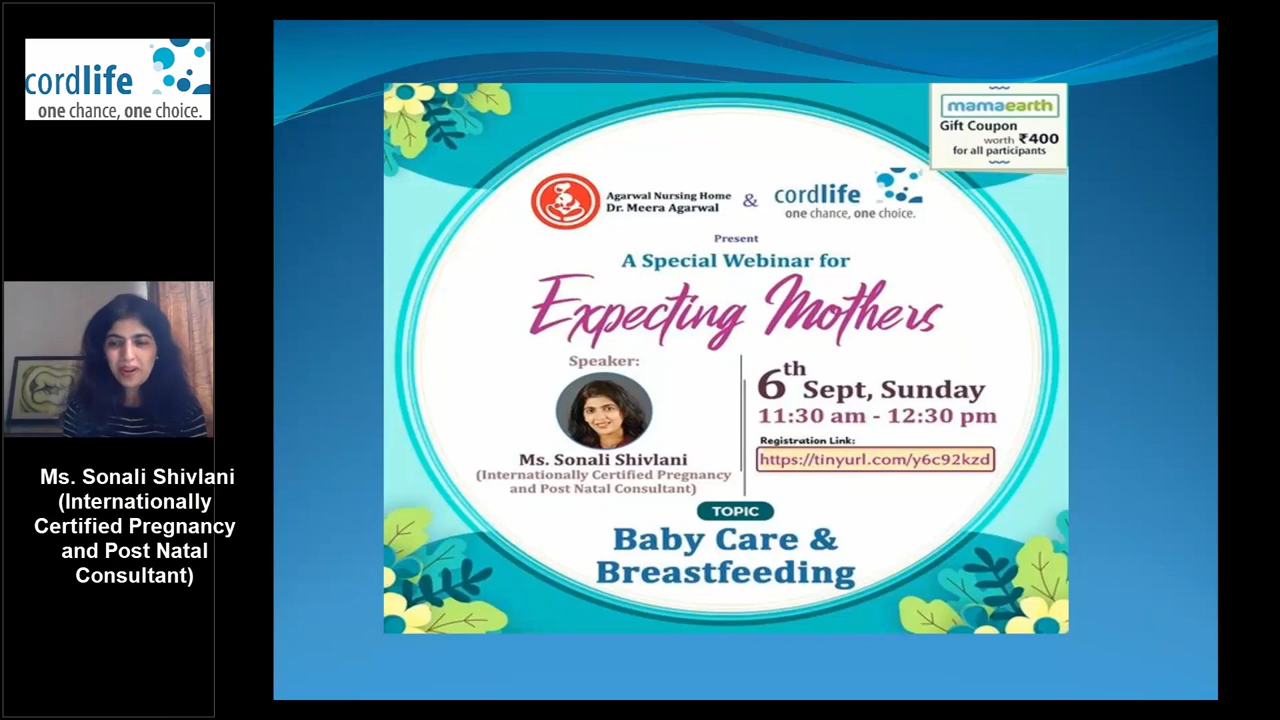 cordlife
one chance, one choice.
Ms. Sonali Shivlani
(Internationally
Certified Pregnancy
and Post Natal
Consultant)
mamaearth
Gift Coupon
worth ₹400
for all participants
Agarwal Nursing Home
Dr. Meera Agarwal
&
cordlife
one chance, one choice.
Present
A Special Webinar for
Expecting Mothers
Speaker:
Ms. Sonali Shivlani
(Internationally Certified Pregnancy
and Post Natal Consultant)
6th Sept, Sunday
11:30 am - 12:30 pm
Registration Link:
https://tinyurl.com/y6c92kzd
TOPIC
Baby Care &
Breastfeeding